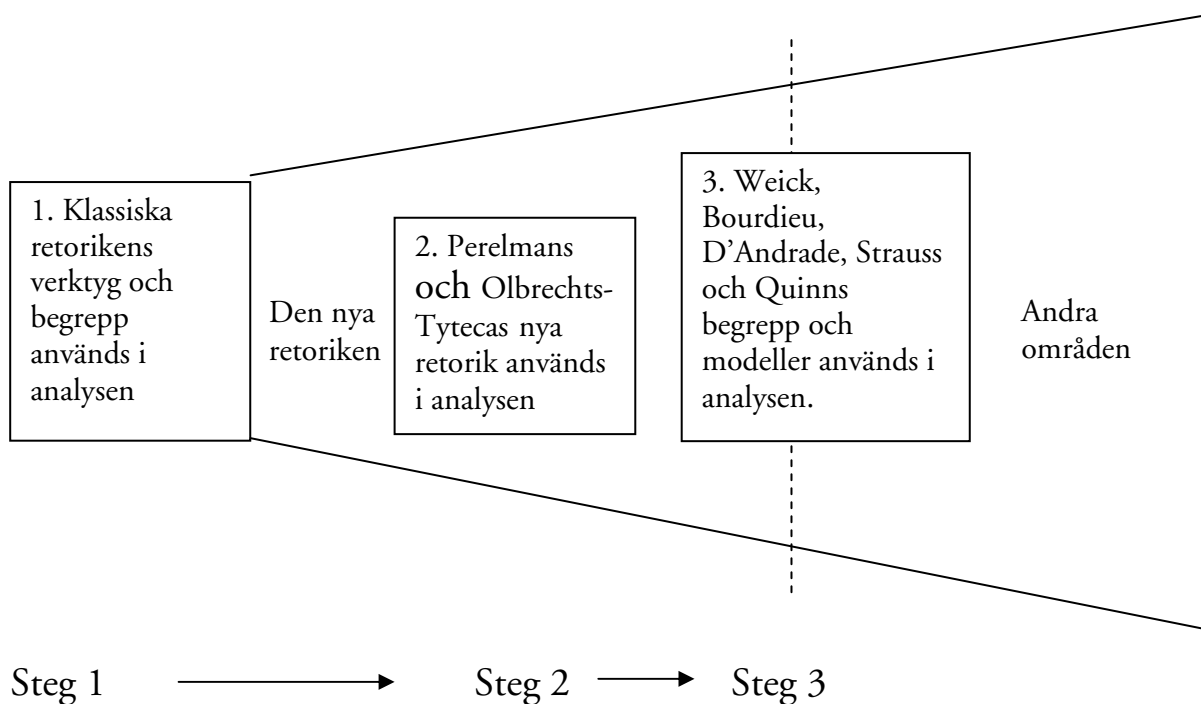 1. Klassiska
retorikens
verktyg och
begrepp
används i
analysen
Den nya
retoriken
2. Perelmans
och Olbrechts-
Tytecas nya
retorik används
i analysen
3. Weick,
Bourdieu,
D’Andrade, Strauss
och Quinns
begrepp och
modeller används i
analysen.
Andra
områden
Steg 1
Steg 2
Steg 3